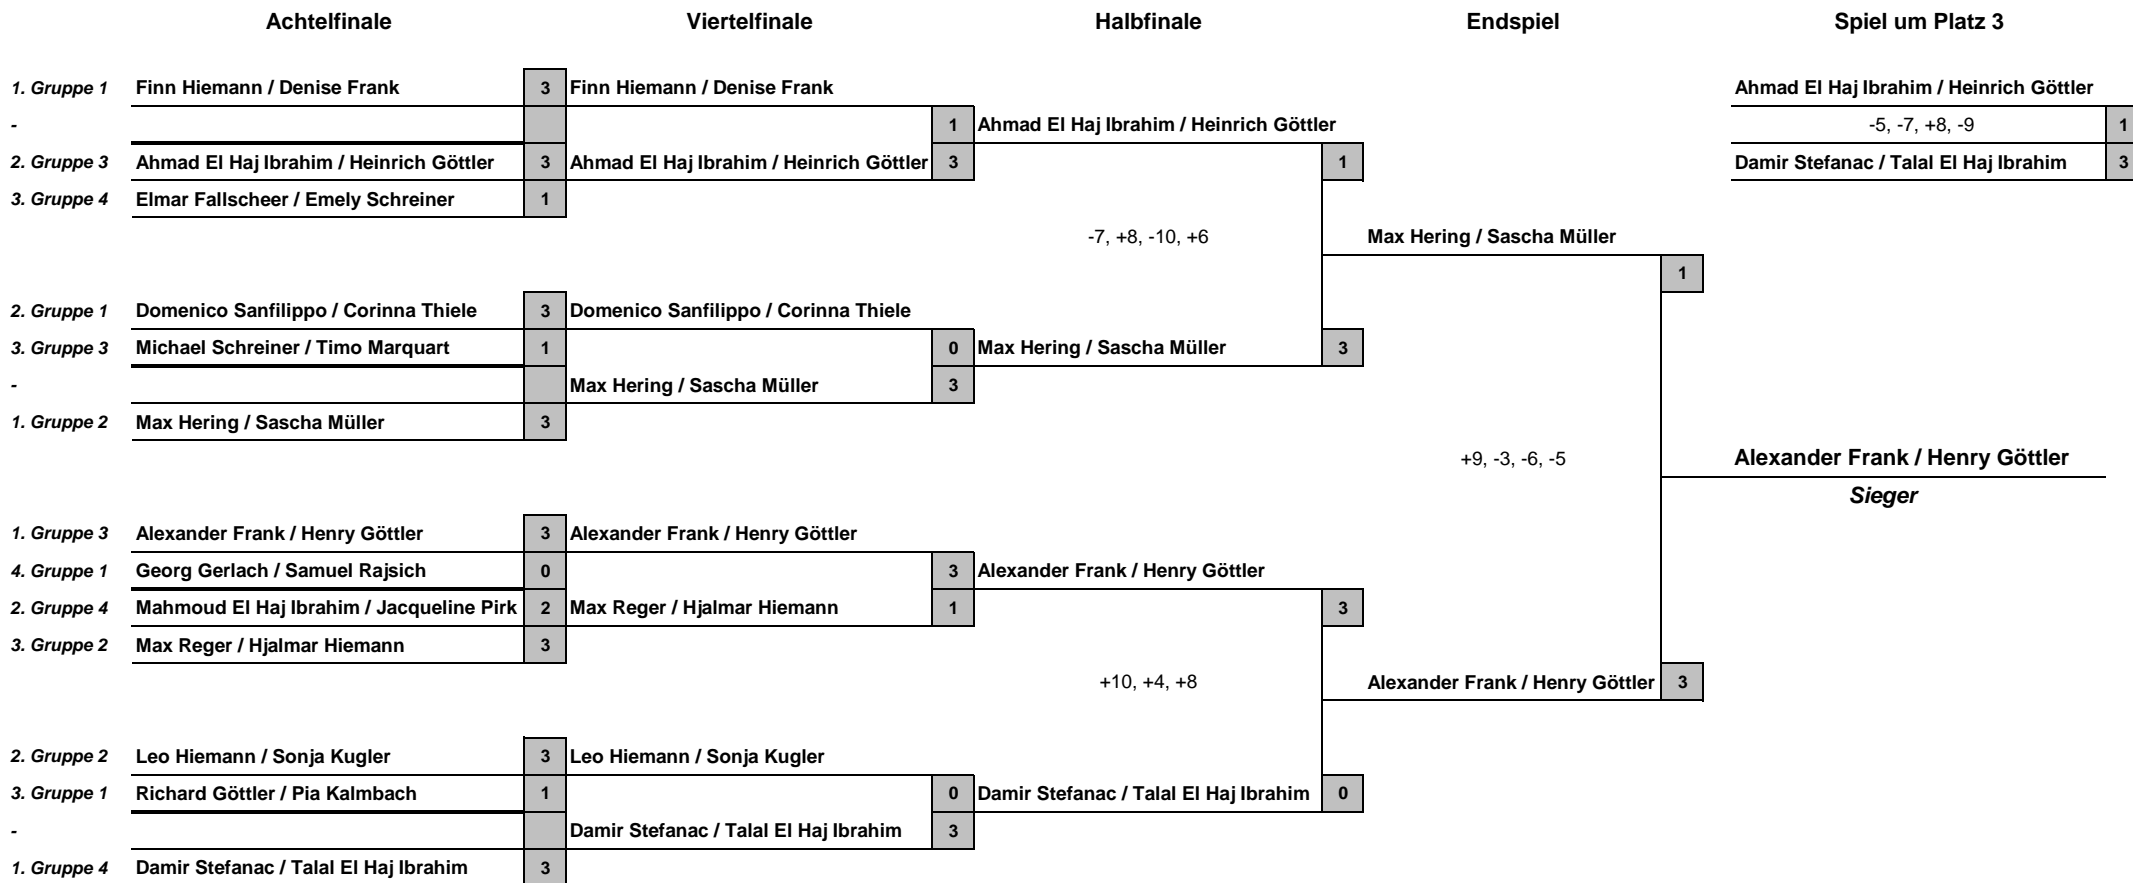 Achtelfinale Viertelfinale Halbfinale Endspiel Spiel um Platz 3
1. Gruppe 1 Finn Hiemann / Denise Frank 3 Finn Hiemann / Denise Frank Ahmad El Haj Ibrahim / Heinrich Göttler
- 1 Ahmad El Haj Ibrahim / Heinrich Göttler -5, -7, +8, -9 1
2. Gruppe 3 Ahmad El Haj Ibrahim / Heinrich Göttler 3 Ahmad El Haj Ibrahim / Heinrich Göttler 3 1 Damir Stefanac / Talal El Haj Ibrahim 3
3. Gruppe 4 Elmar Fallscheer / Emely Schreiner 1
-7, +8, -10, +6 Max Hering / Sascha Müller
1
2. Gruppe 1 Domenico Sanfilippo / Corinna Thiele 3 Domenico Sanfilippo / Corinna Thiele
3. Gruppe 3 Michael Schreiner / Timo Marquart 1 0 Max Hering / Sascha Müller 3
- Max Hering / Sascha Müller 3
1. Gruppe 2 Max Hering / Sascha Müller 3
+9, -3, -6, -5 Alexander Frank / Henry Göttler
Sieger
1. Gruppe 3 Alexander Frank / Henry Göttler 3 Alexander Frank / Henry Göttler
4. Gruppe 1 Georg Gerlach / Samuel Rajsich 0 3 Alexander Frank / Henry Göttler
2. Gruppe 4 Mahmoud El Haj Ibrahim / Jacqueline Pirk 2 Max Reger / Hjalmar Hiemann 1 3
3. Gruppe 2 Max Reger / Hjalmar Hiemann 3
+10, +4, +8 Alexander Frank / Henry Göttler 3
2. Gruppe 2 Leo Hiemann / Sonja Kugler 3 Leo Hiemann / Sonja Kugler
3. Gruppe 1 Richard Göttler / Pia Kalmbach 1 0 Damir Stefanac / Talal El Haj Ibrahim 0
- Damir Stefanac / Talal El Haj Ibrahim 3
1. Gruppe 4 Damir Stefanac / Talal El Haj Ibrahim 3